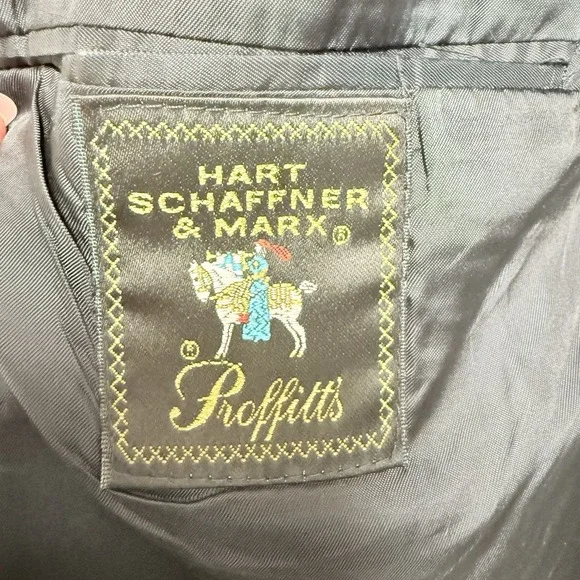 HART
SCHAFFNER
& MARX®
®
Proffitt's